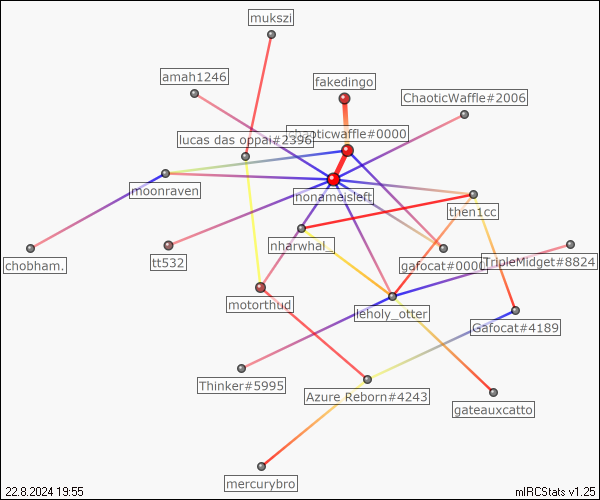 mukszi
amah1246
fakedingo
ChaoticWaffle#2006
chaoticwaffle#0000
lucas das oppai#2396
moonraven
nonameisleft
then1cc
nharwhal_
chobham.
tt532
gafocat#0000
TripleMidget#8824
motorthud
leholy_otter
Gafocat#4189
Thinker#5995
Azure Reborn#4243
gateauxcatto
mercurybro
22.8.2024 19:55
mIRCStats v1.25